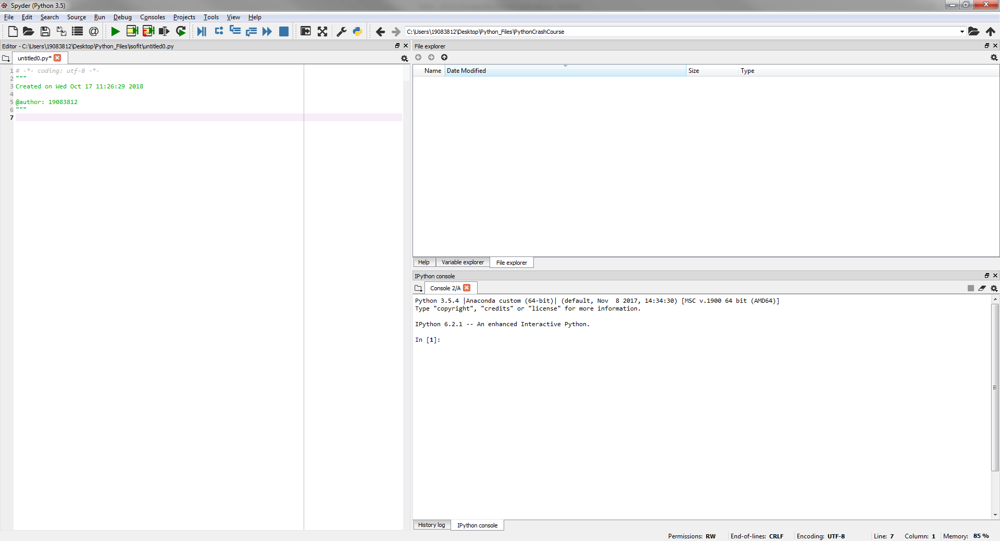 Spyder (Python 3.5)
File Edit Search Source Run Debug Consoles Projects Tools View Help
C:\Users\19083812\Desktop\Python_Files\PythonCrashCourse
Editor - C:\Users\19083812\Desktop\Python_Files\isofit\untitled0.py
untitled0.py*
1 # -*- coding: utf-8 -*-
2 """
3 Created on Wed Oct 17 11:26:29 2018
4
5 @author: 19083812
6 """
7
File explorer
Name Date Modified Size Type
Help Variable explorer File explorer
IPython console
Console 2/A
Python 3.5.4 |Anaconda custom (64-bit)| (default, Nov  8 2017, 14:34:30) [MSC v.1900 64 bit (AMD64)]
Type "copyright", "credits" or "license" for more information.
IPython 6.2.1 -- An enhanced Interactive Python.
In [1]:
History log IPython console
Permissions: RW End-of-lines: CRLF Encoding: UTF-8 Line: 7 Column: 1 Memory: 85 %